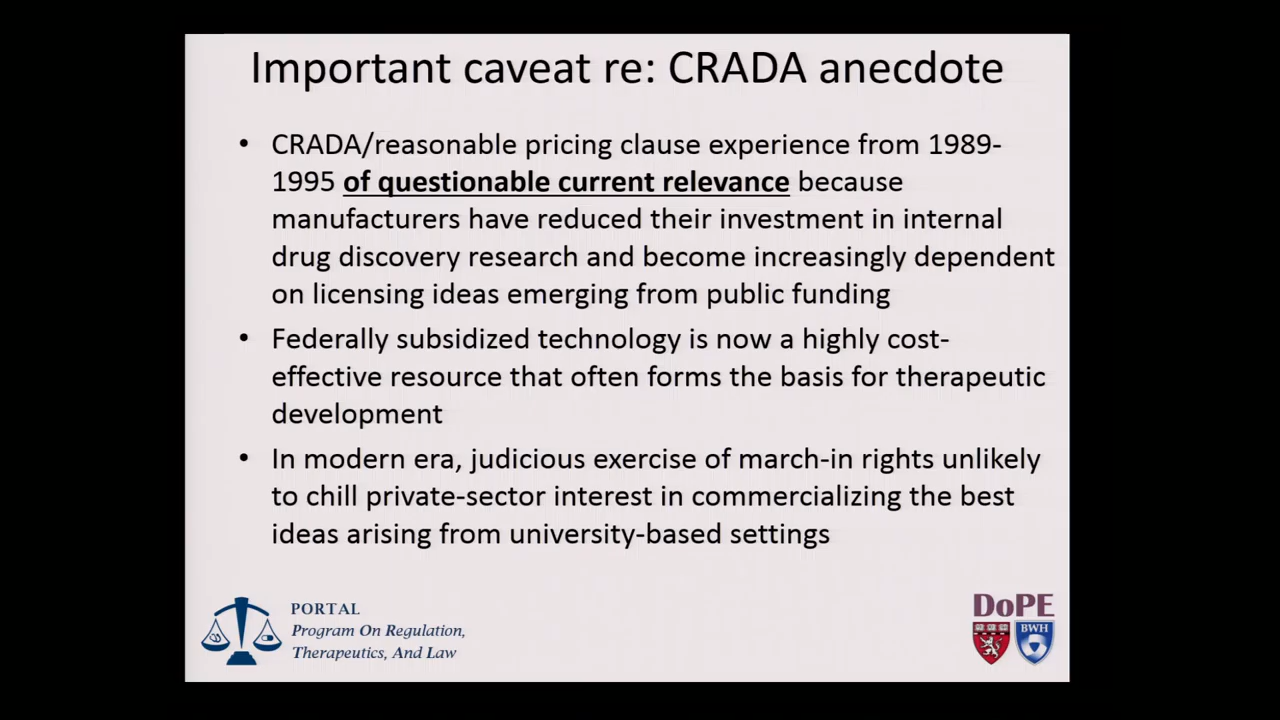 Important caveat re: CRADA anecdote
• CRADA/reasonable pricing clause experience from 1989-
1995 of questionable current relevance because
manufacturers have reduced their investment in internal
drug discovery research and become increasingly dependent
on licensing ideas emerging from public funding
• Federally subsidized technology is now a highly cost-
effective resource that often forms the basis for therapeutic
development
• In modern era, judicious exercise of march-in rights unlikely
to chill private-sector interest in commercializing the best
ideas arising from university-based settings
PORTAL
Program On Regulation,
Therapeutics, And Law
DoPE
BWH